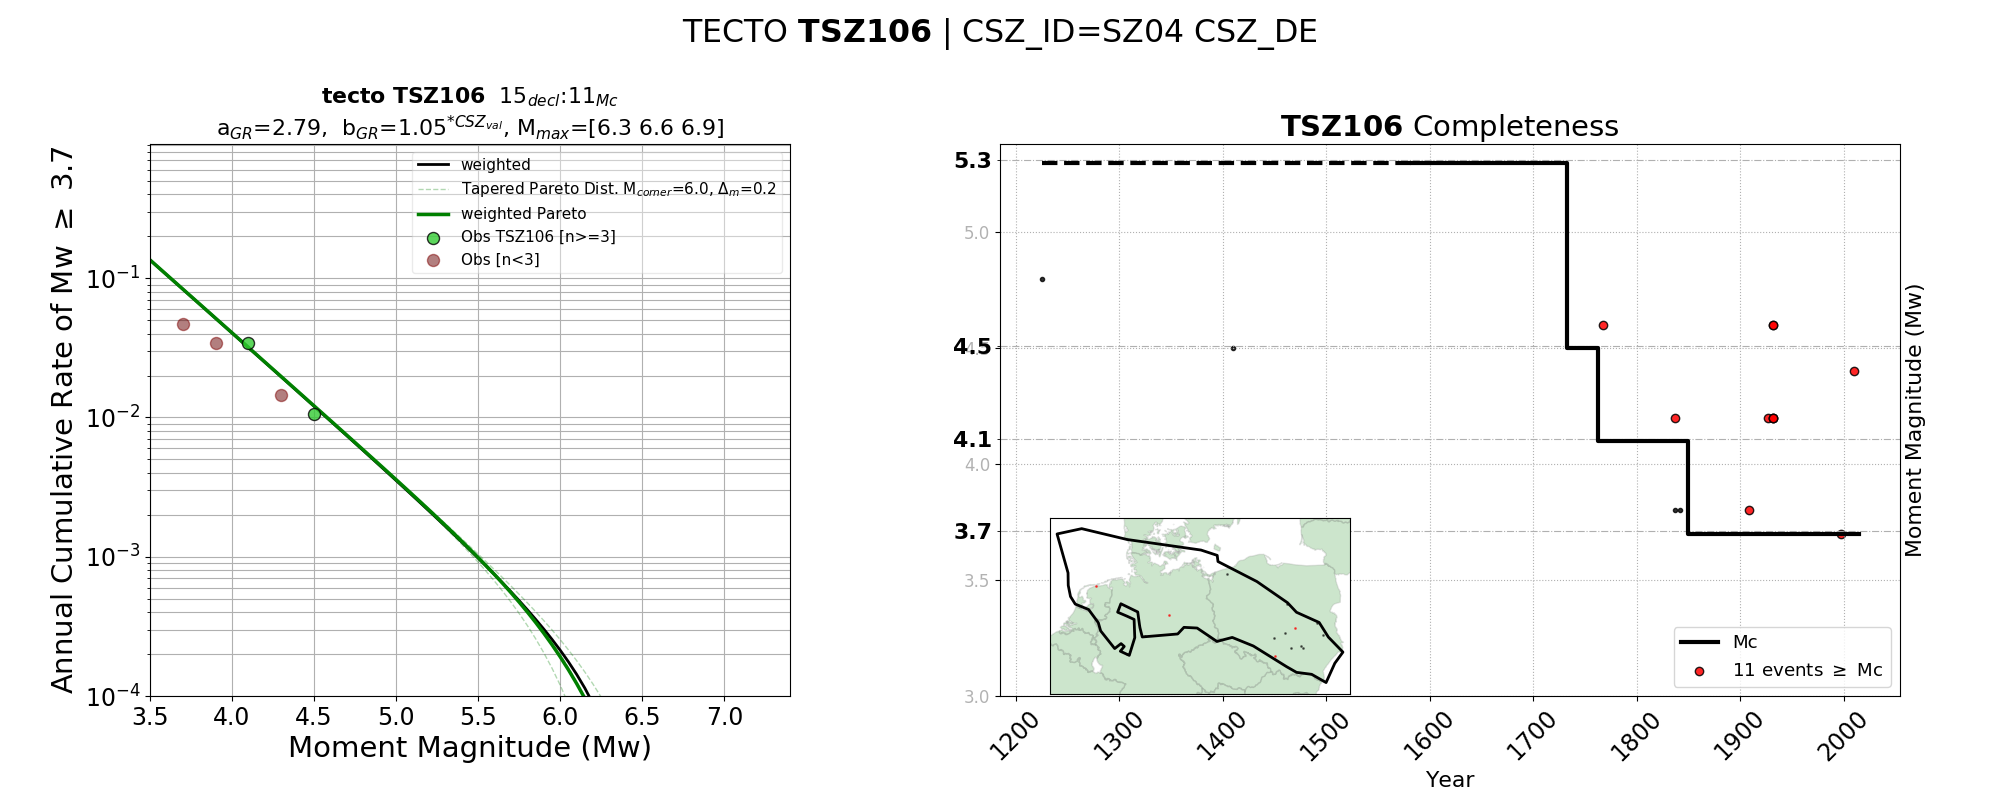 TECTO TSZ106 | CSZ_ID=SZ04 CSZ_DE
tecto TSZ106 15decl:11Mc
aGR=2.79, bGR=1.05*CSZval, Mmax=[6.3 6.6 6.9]
weighted
Tapered Pareto Dist. Mcorner=6.0, Δm=0.2
weighted Pareto
Obs TSZ106 [n>=3]
Obs [n<3]
Annual Cumulative Rate of Mw ≥ 3.7
10−1
10−2
10−3
10−4
3.5 4.0 4.5 5.0 5.5 6.0 6.5 7.0
Moment Magnitude (Mw)
TSZ106 Completeness
5.3
5.0
4.5
4.1
4.0
3.7
3.5
3.0
Moment Magnitude (Mw)
Mc
11 events ≥ Mc
1200 1300 1400 1500 1600 1700 1800 1900 2000
Year